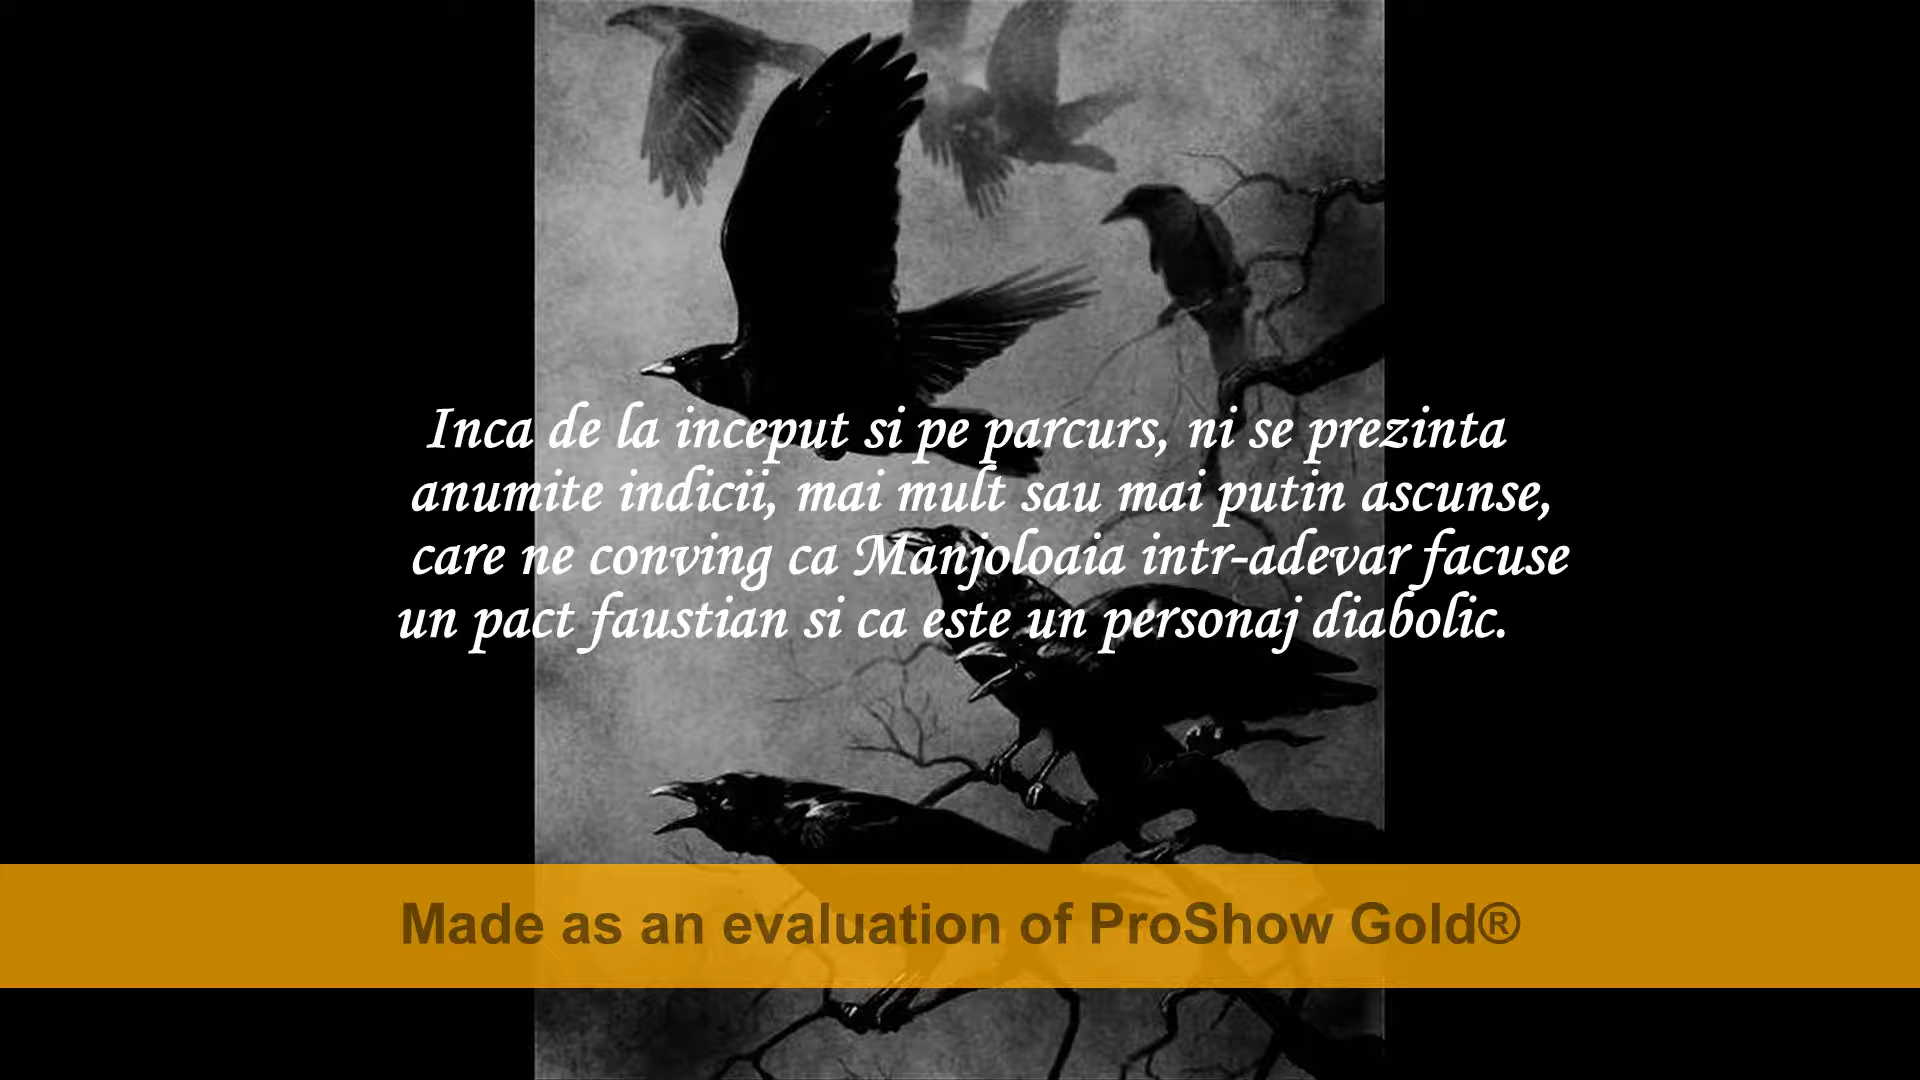 Inca de la inceput si pe parcurs, ni se prezinta
anumite indicii, mai mult sau mai putin ascunse,
care ne conving ca Manjoloaia intr-adevar facuse
un pact faustian si ca este un personaj diabolic.
Made as an evaluation of ProShow Gold®